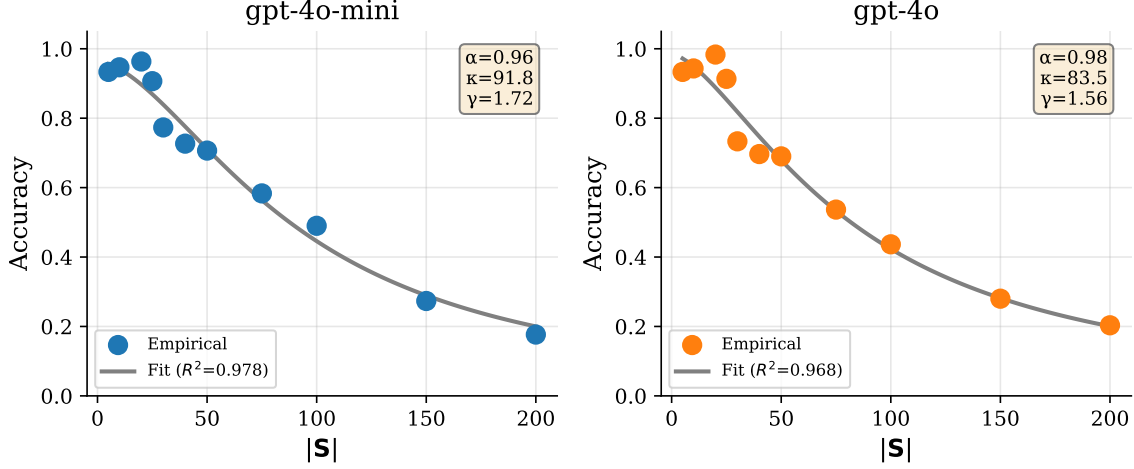 gpt-4o-mini
1.0
0.8
0.6
0.4
0.2
0.0
Accuracy
α=0.96
κ=91.8
γ=1.72
Empirical
Fit (R²=0.978)
0 50 100 150 200
|S|
gpt-4o
1.0
0.8
0.6
0.4
0.2
0.0
Accuracy
α=0.98
κ=83.5
γ=1.56
Empirical
Fit (R²=0.968)
0 50 100 150 200
|S|